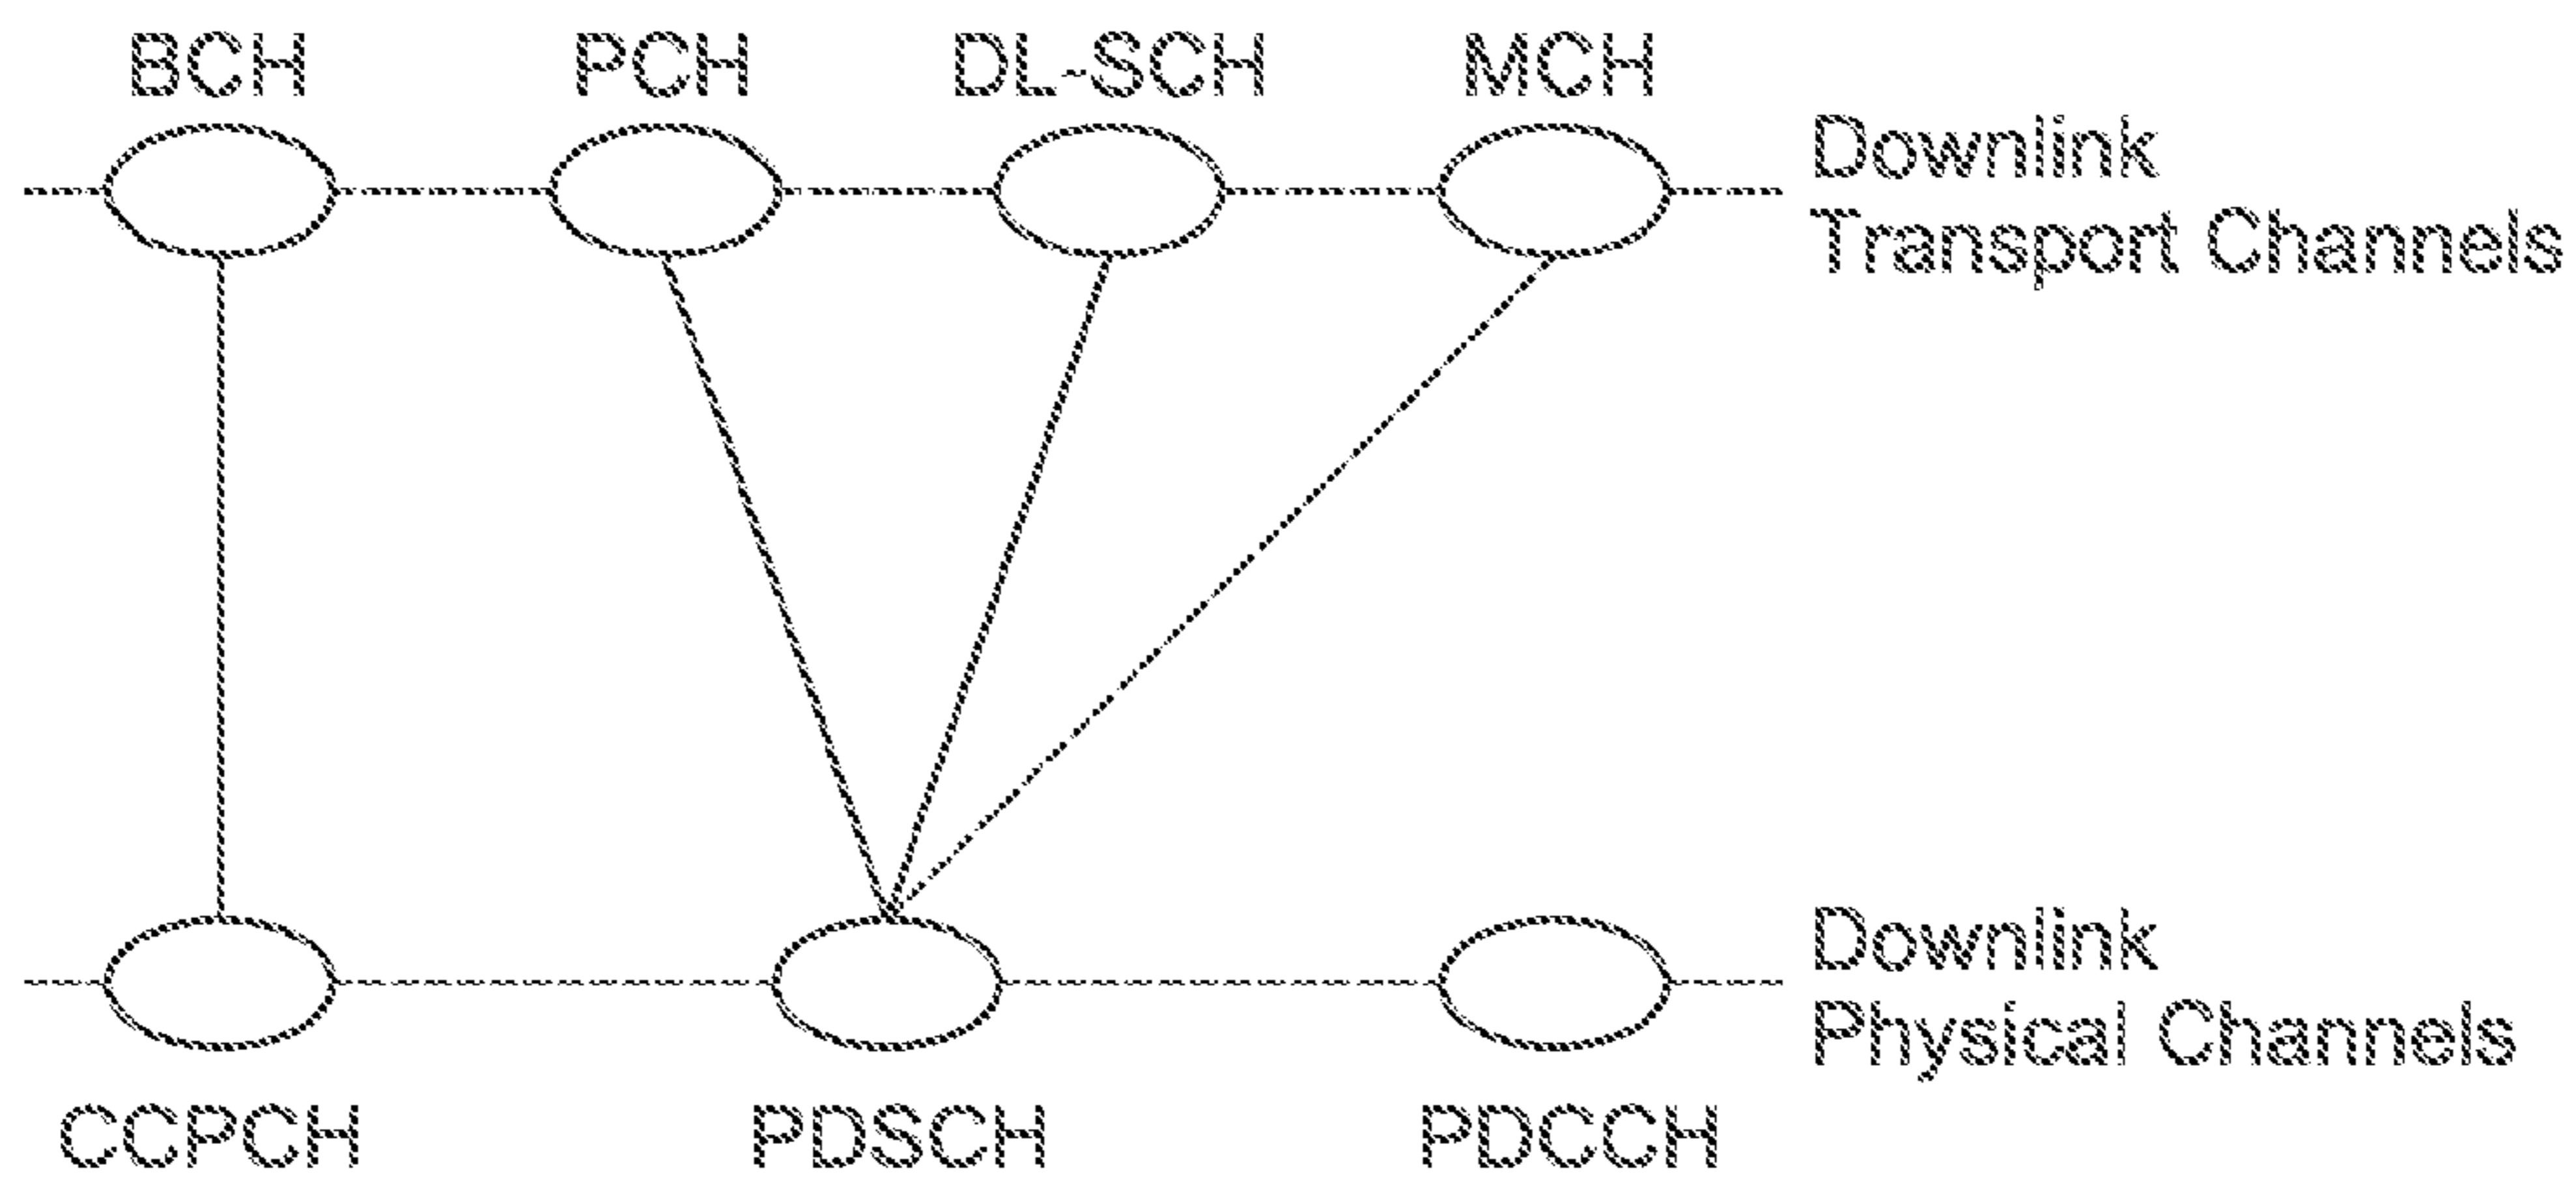 BCH
PCH
DL-SCH
MCH
Downlink
Transport Channels
Downlink
Physical Channels
CCPCH
PDSCH
PDCCH